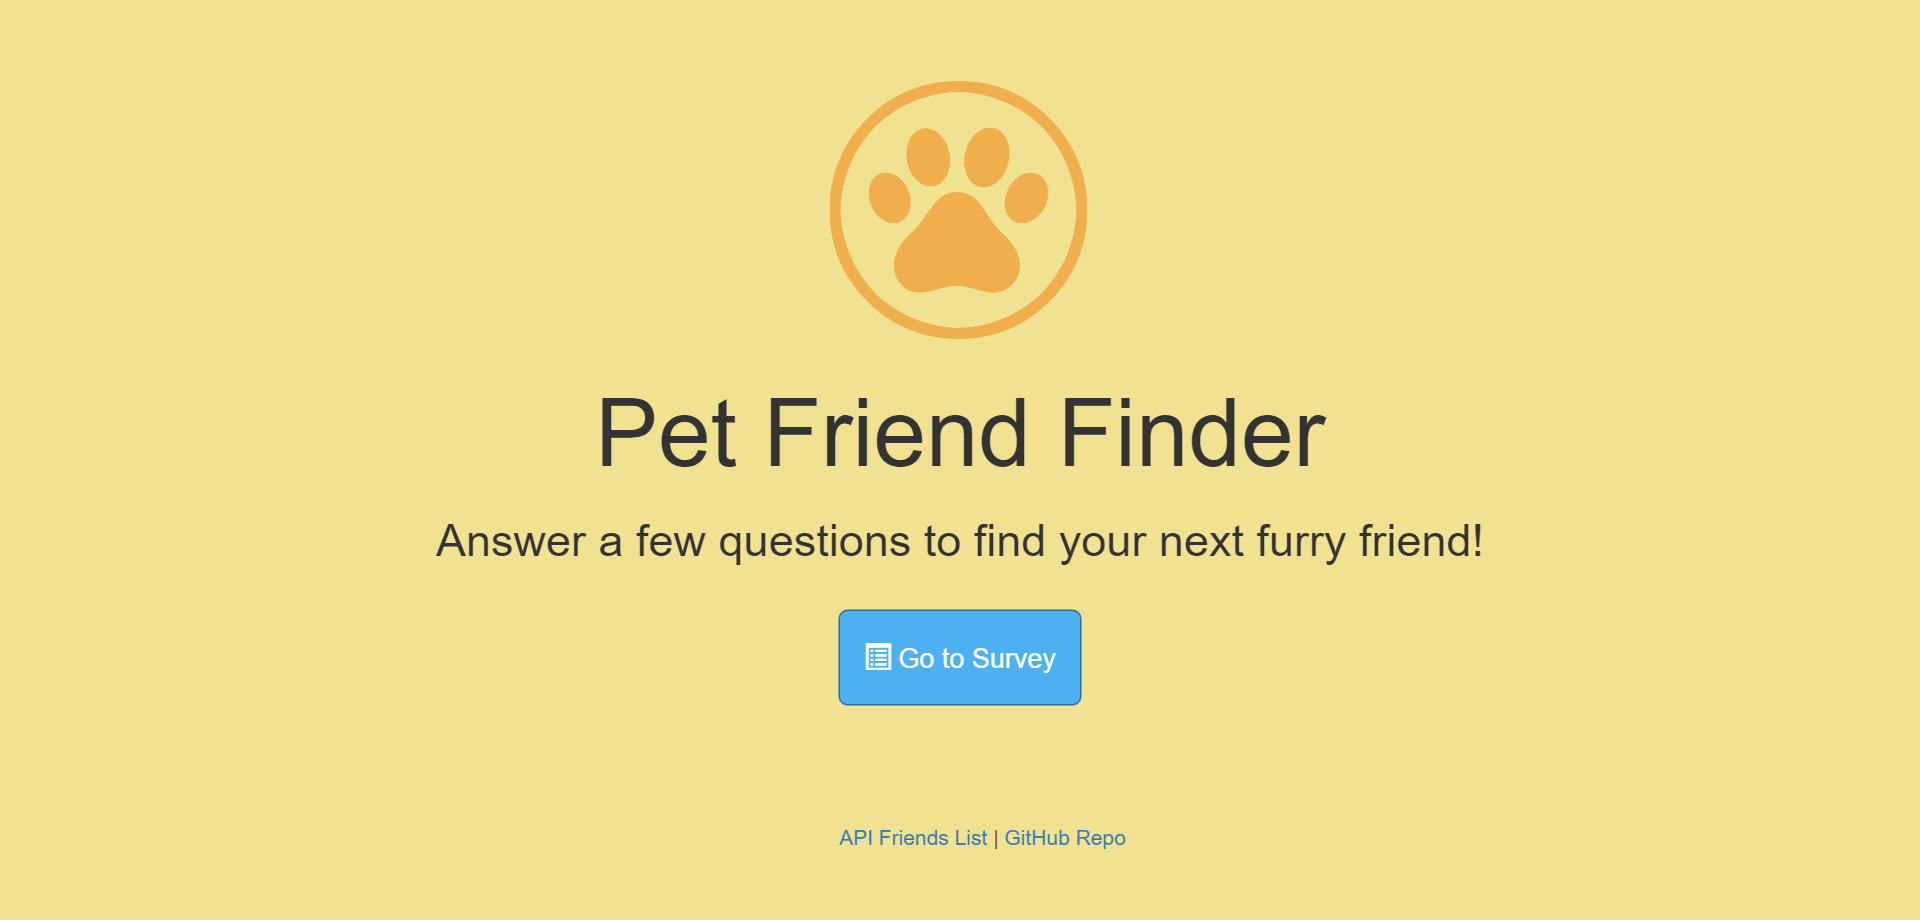 Pet Friend Finder
Answer a few questions to find your next furry friend!
Go to Survey
API Friends List | GitHub Repo